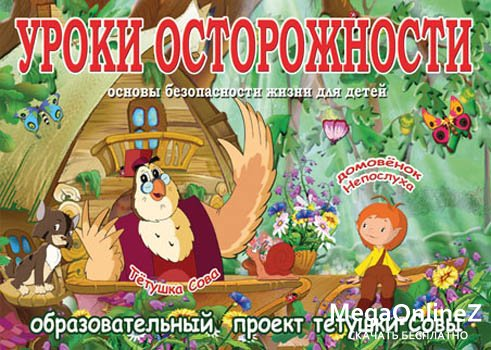 УРОКИ ОСТОРОЖНОСТИ
основы безопасности жизни для детей
домовёнок
Непослуха
Тётушка Сова
образовательный проект тётушки Совы
MegaOnlineZ
СКАЧАТЬ БЕСПЛАТНО